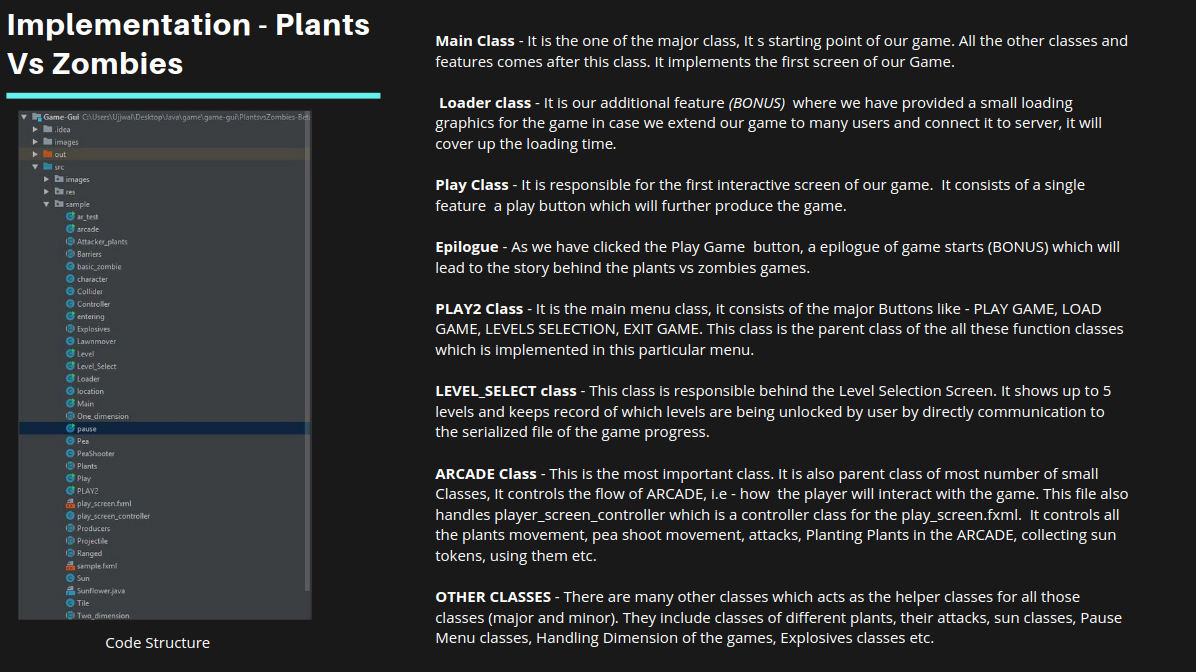 Implementation - Plants
Vs Zombies
Game-Gui C:\Users\Ujjwal\Desktop\Java\game\game-gui\PlantsvsZombies-Bet
.idea
images
out
src
images
res
sample
ar_test
arcade
Attacker_plants
Barriers
basic_zombie
character
Collider
Controller
entering
Explosives
Lawnmover
Level
Level_Select
Loader
location
Main
One_dimension
pause
Pea
PeaShooter
Plants
Play
PLAY2
play_screen.fxml
play_screen_controller
Producers
Projectile
Ranged
sample.fxml
Sun
Sunflower.java
Tile
Two_dimension
Code Structure
Main Class - It is the one of the major class, It s starting point of our game. All the other classes and
features comes after this class. It implements the first screen of our Game.
Loader class - It is our additional feature (BONUS) where we have provided a small loading
graphics for the game in case we extend our game to many users and connect it to server, it will
cover up the loading time.
Play Class - It is responsible for the first interactive screen of our game. It consists of a single
feature a play button which will further produce the game.
Epilogue - As we have clicked the Play Game button, a epilogue of game starts (BONUS) which will
lead to the story behind the plants vs zombies games.
PLAY2 Class - It is the main menu class, it consists of the major Buttons like - PLAY GAME, LOAD
GAME, LEVELS SELECTION, EXIT GAME. This class is the parent class of the all these function classes
which is implemented in this particular menu.
LEVEL_SELECT class - This class is responsible behind the Level Selection Screen. It shows up to 5
levels and keeps record of which levels are being unlocked by user by directly communication to
the serialized file of the game progress.
ARCADE Class - This is the most important class. It is also parent class of most number of small
Classes, It controls the flow of ARCADE, i.e - how the player will interact with the game. This file also
handles player_screen_controller which is a controller class for the play_screen.fxml. It controls all
the plants movement, pea shoot movement, attacks, Planting Plants in the ARCADE, collecting sun
tokens, using them etc.
OTHER CLASSES - There are many other classes which acts as the helper classes for all those
classes (major and minor). They include classes of different plants, their attacks, sun classes, Pause
Menu classes, Handling Dimension of the games, Explosives classes etc.